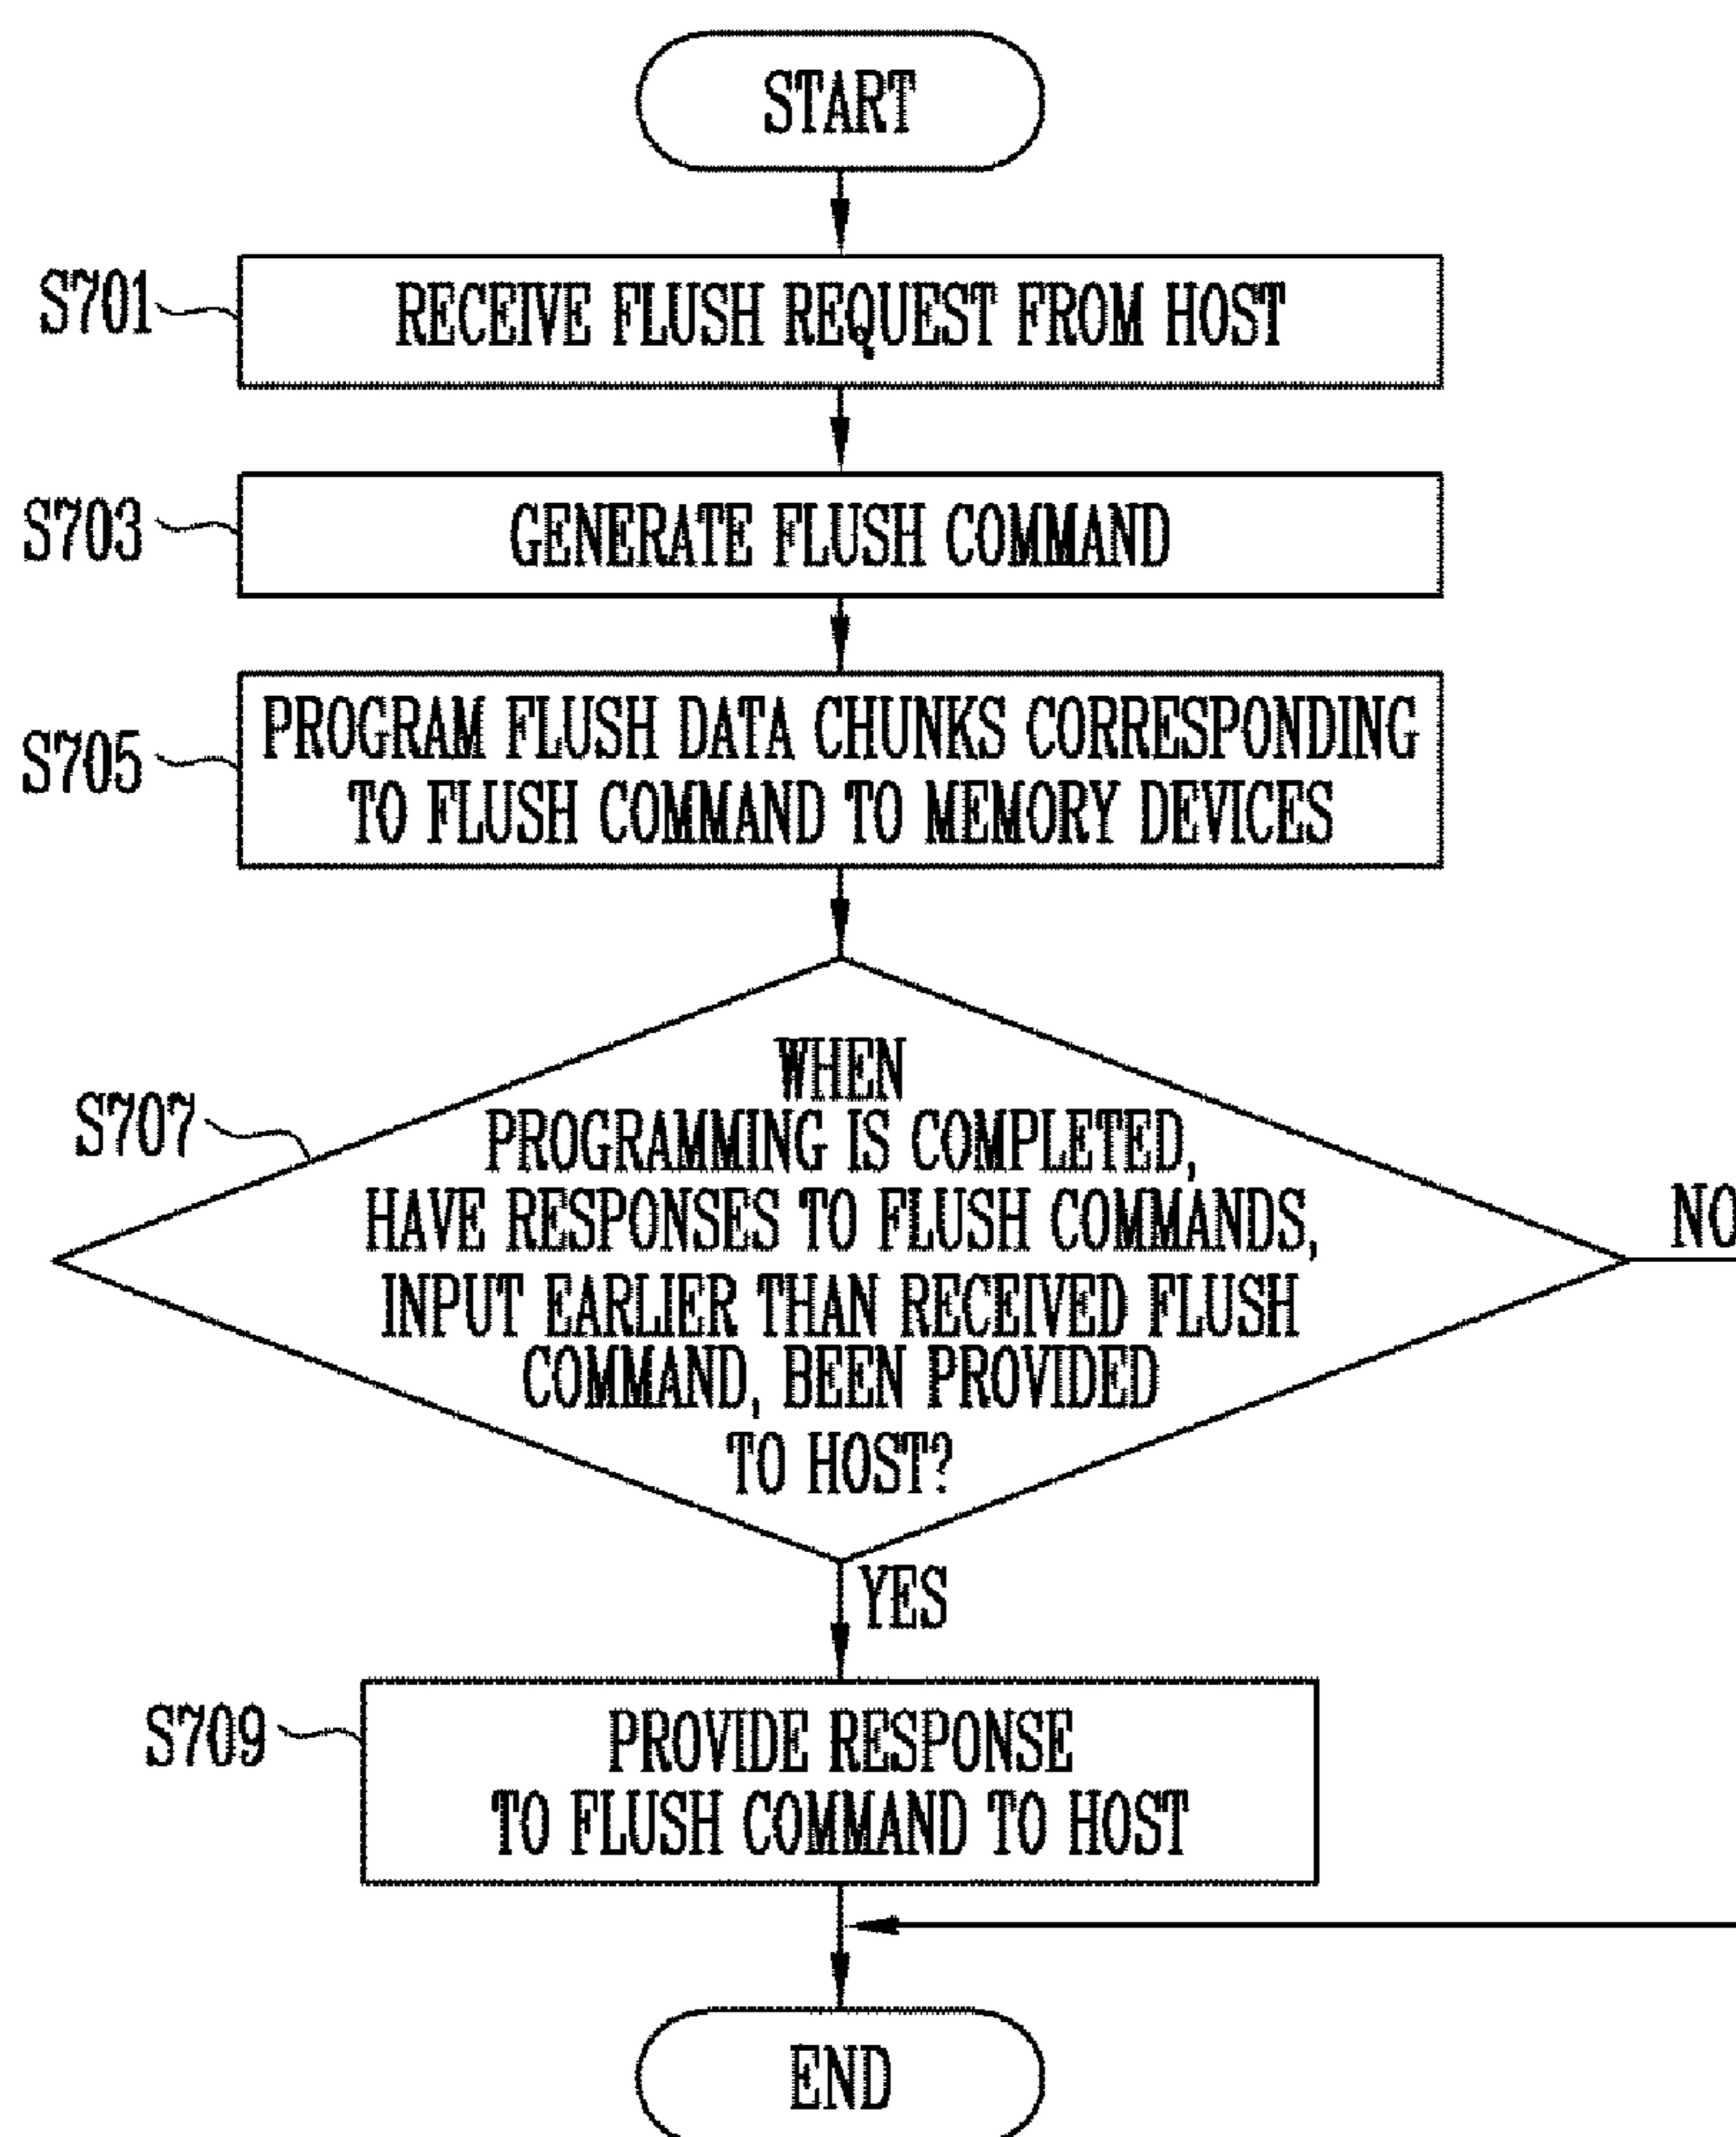 START
S701
RECEIVE FLUSH REQUEST FROM HOST
S703
GENERATE FLUSH COMMAND
S705
PROGRAM FLUSH DATA CHUNKS CORRESPONDING
TO FLUSH COMMAND TO MEMORY DEVICES
S707
WHEN
PROGRAMMING IS COMPLETED,
HAVE RESPONSES TO FLUSH COMMANDS,
INPUT EARLIER THAN RECEIVED FLUSH
COMMAND, BEEN PROVIDED
TO HOST?
NO
YES
S709
PROVIDE RESPONSE
TO FLUSH COMMAND TO HOST
END